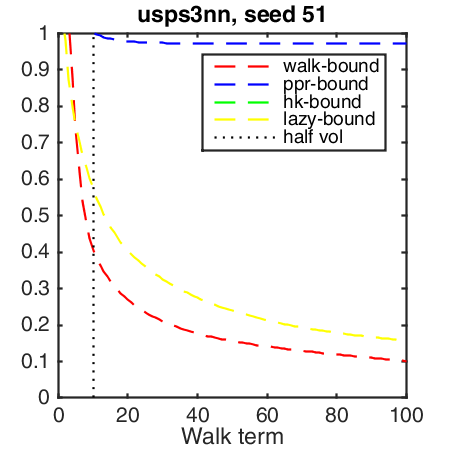 usps3nn, seed 51
1
0.9
0.8
0.7
0.6
0.5
0.4
0.3
0.2
0.1
0
walk-bound
ppr-bound
hk-bound
lazy-bound
half vol
0 20 40 60 80 100
Walk term